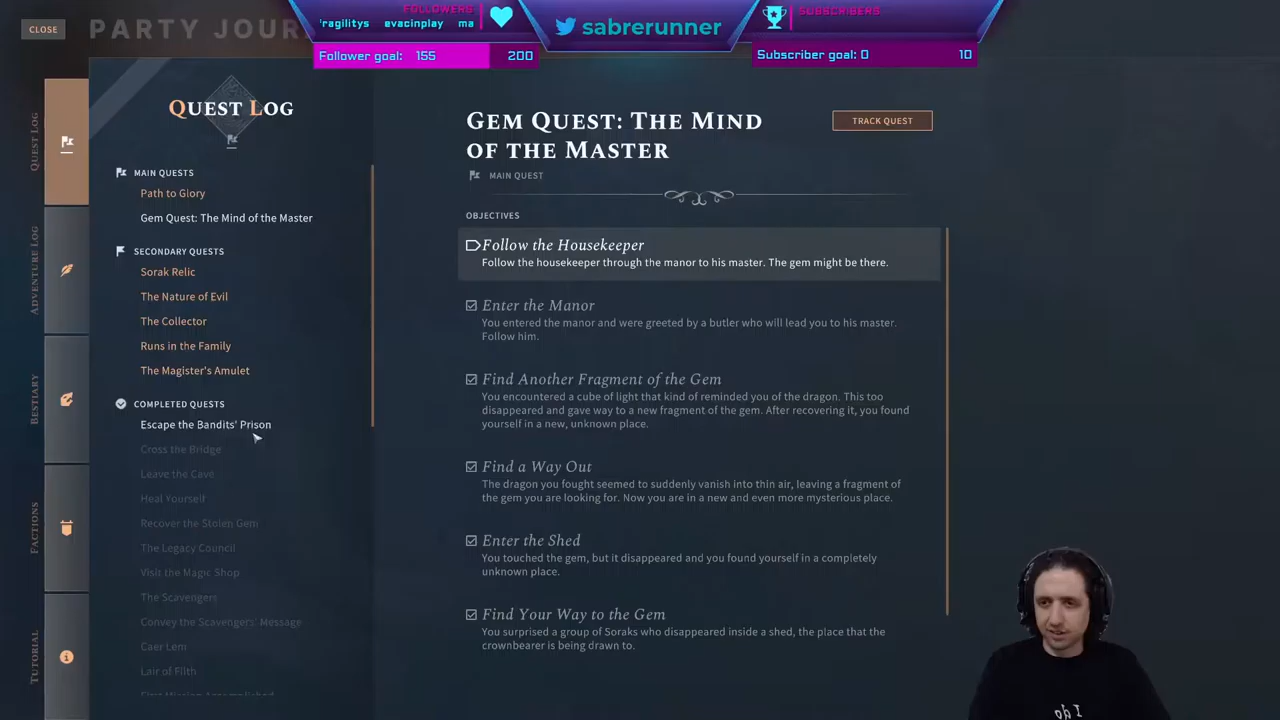 CLOSE
PARTY JOUR
FOLLOWERS
'ragilitys evacinplay ma
Follower goal: 155 200
sabrerunner
SUBSCRIBERS
Subscriber goal: 0 10
QUEST LOG
ADVENTURE LOG
BESTIARY
FACTIONS
TUTORIAL
QUEST LOG
MAIN QUESTS
Path to Glory
Gem Quest: The Mind of the Master
SECONDARY QUESTS
Sorak Relic
The Nature of Evil
The Collector
Runs in the Family
The Magister's Amulet
COMPLETED QUESTS
Escape the Bandits' Prison
Cross the Bridge
Leave the Cave
Heal Yourself
Recover the Stolen Gem
The Legacy Council
Visit the Magic Shop
The Scavengers
Convey the Scavengers' Message
Caer Lem
Lair of Filth
First Mission Accomplished
GEM QUEST: THE MIND
OF THE MASTER
TRACK QUEST
MAIN QUEST
OBJECTIVES
Follow the Housekeeper
Follow the housekeeper through the manor to his master. The gem might be there.
Enter the Manor
You entered the manor and were greeted by a butler who will lead you to his master.
Follow him.
Find Another Fragment of the Gem
You encountered a cube of light that kind of reminded you of the dragon. This too
disappeared and gave way to a new fragment of the gem. After recovering it, you found
yourself in a new, unknown place.
Find a Way Out
The dragon you fought seemed to suddenly vanish into thin air, leaving a fragment of
the gem you are looking for. Now you are in a new and even more mysterious place.
Enter the Shed
You touched the gem, but it disappeared and you found yourself in a completely
unknown place.
Find Your Way to the Gem
You surprised a group of Soraks who disappeared inside a shed, the place that the
crownbearer is being drawn to.
I do